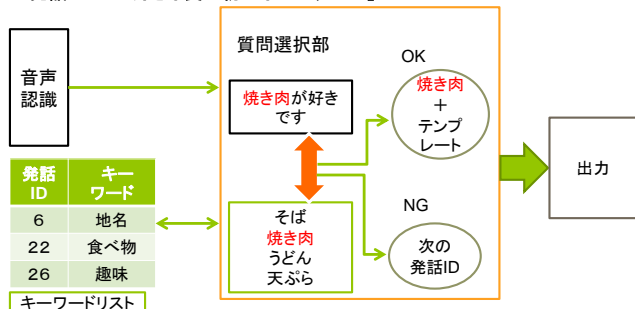 質問選択部
音声
認識
焼き肉が好き
です
OK
焼き肉
+
テンプ
レート
出力
発話
ID
キー
ワード
6
地名
22
食べ物
26
趣味
キーワードリスト
そば
焼き肉
うどん
天ぷら
NG
次の
発話ID